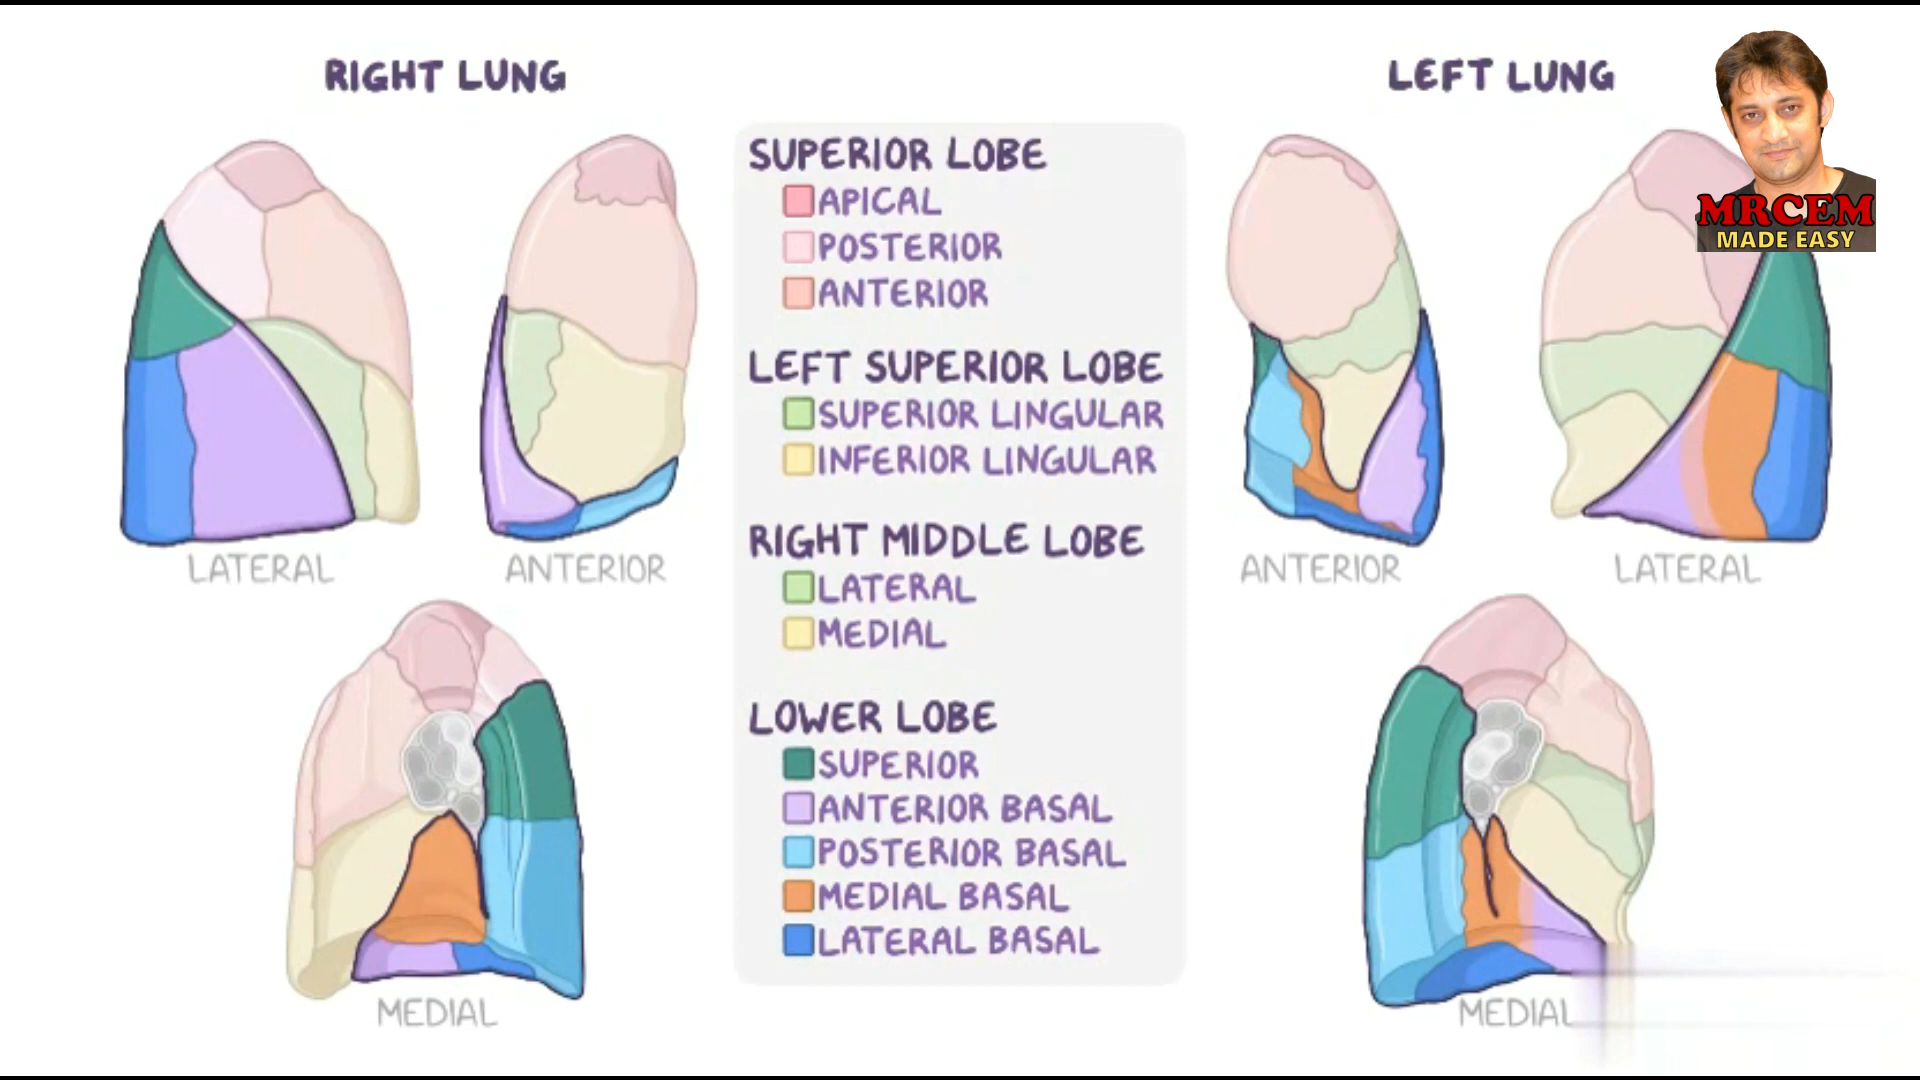 RIGHT LUNG
LEFT LUNG
MRCEM
MADE EASY
SUPERIOR LOBE
APICAL
POSTERIOR
ANTERIOR
LEFT SUPERIOR LOBE
SUPERIOR LINGULAR
INFERIOR LINGULAR
RIGHT MIDDLE LOBE
LATERAL
MEDIAL
LOWER LOBE
SUPERIOR
ANTERIOR BASAL
POSTERIOR BASAL
MEDIAL BASAL
LATERAL BASAL
LATERAL
ANTERIOR
ANTERIOR
LATERAL
MEDIAL
MEDIAL